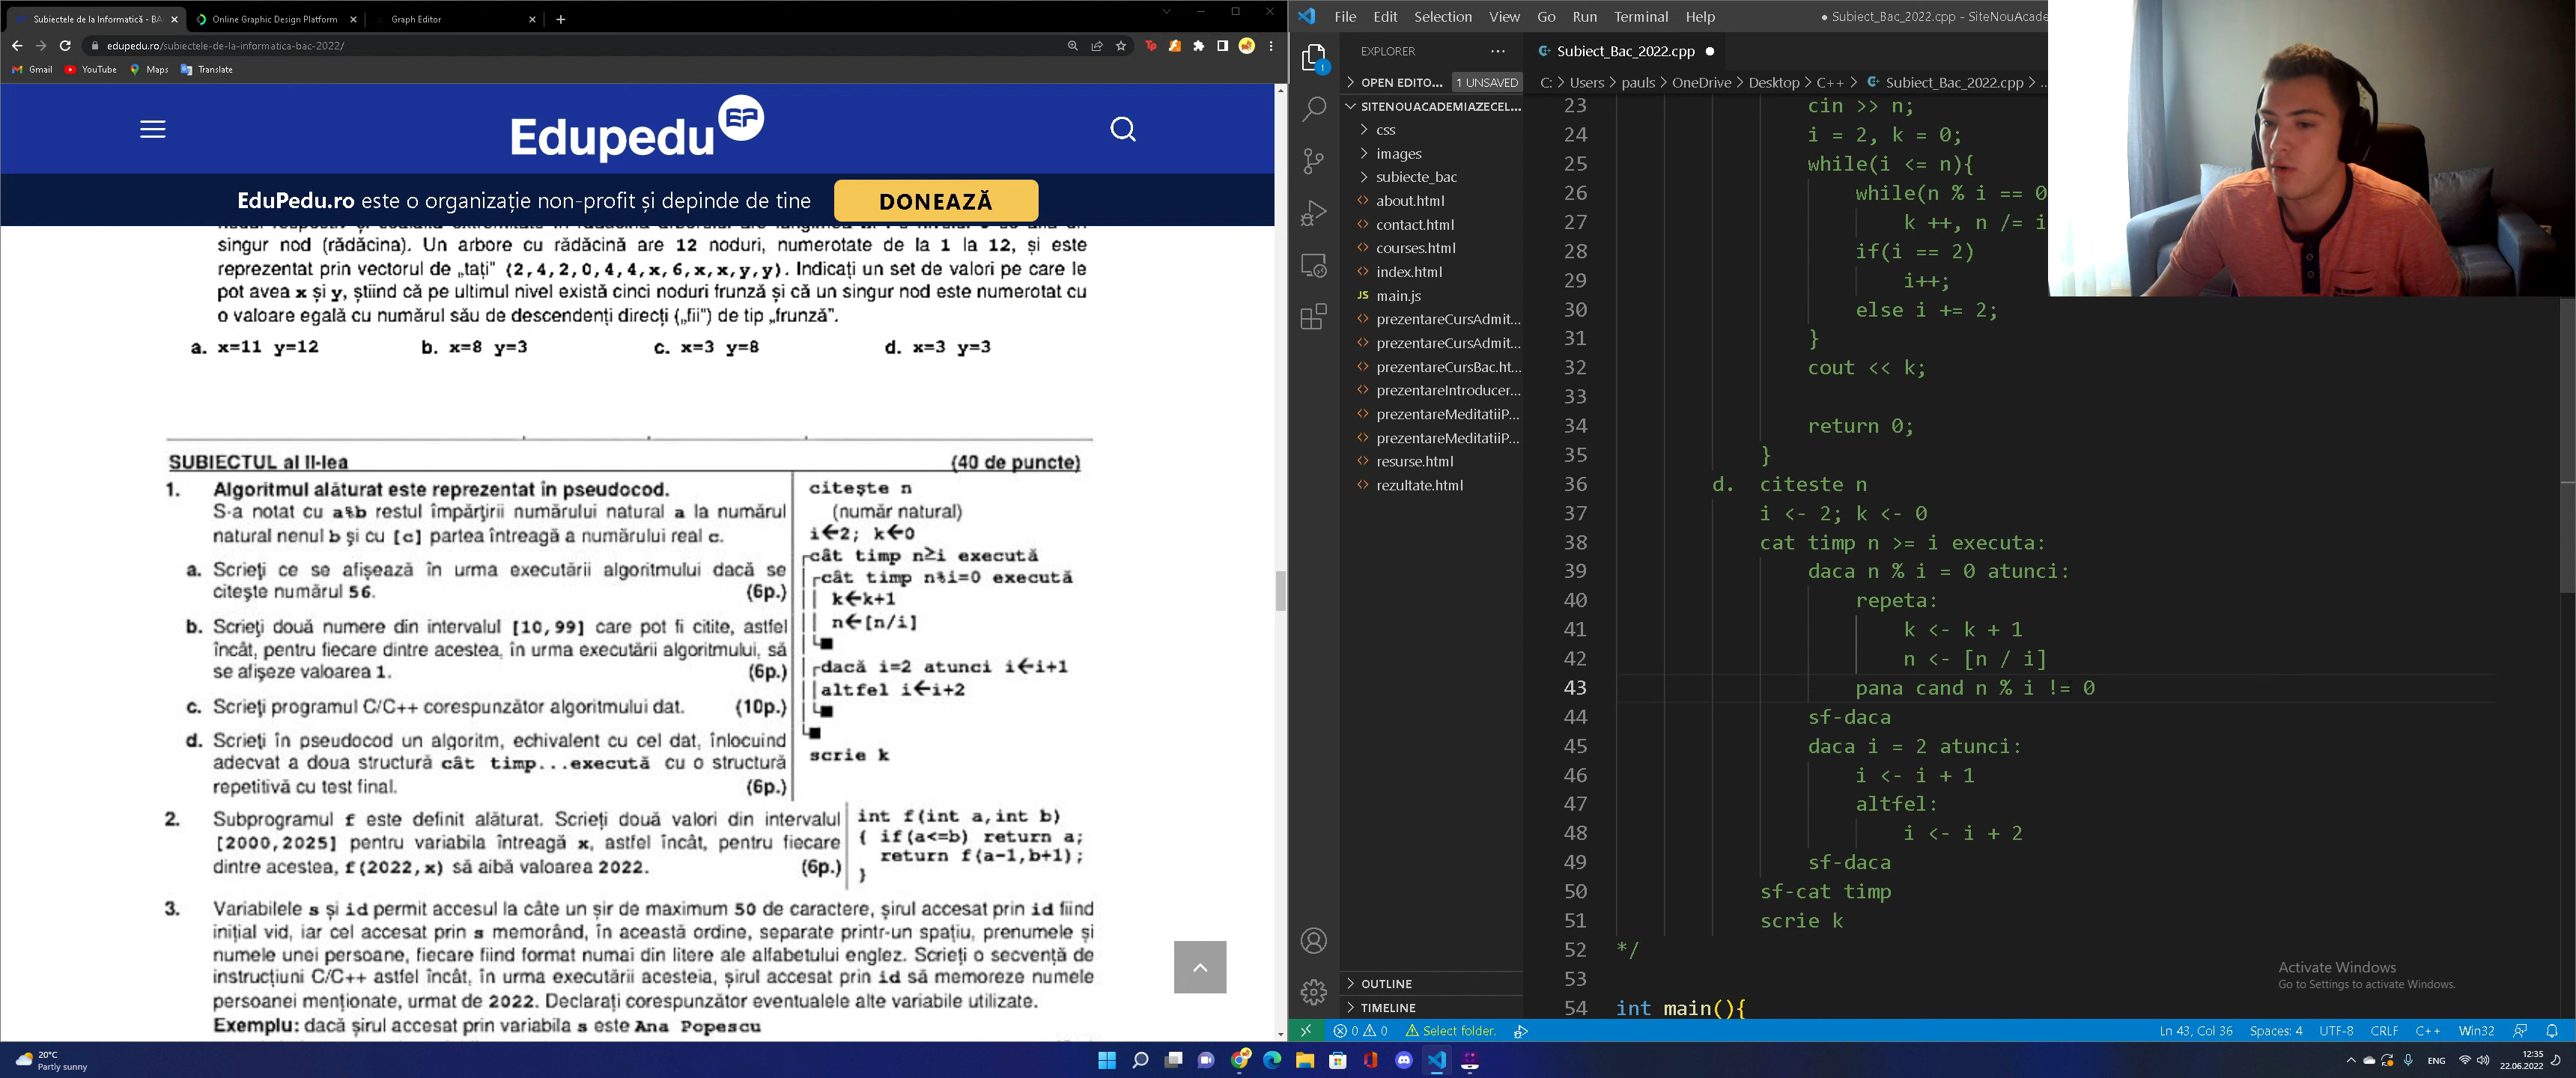 Subiectele de la Informatică - BA
Online Graphic Design Platform
Graph Editor
edupedu.ro/subiectele-de-la-informatica-bac-2022/
Gmail
YouTube
Maps
Translate
Edupedu EP
EduPedu.ro este o organizație non-profit și depinde de tine
DONEAZĂ
singur nod (rădăcina). Un arbore cu rădăcină are 12 noduri, numerotate de la 1 la 12, și este
reprezentat prin vectorul de „tați" (2,4,2,0,4,4,x,6,x,x,y,y). Indicați un set de valori pe care le
pot avea x și y, știind că pe ultimul nivel există cinci noduri frunză și că un singur nod este numerotat cu
o valoare egală cu numărul său de descendenți direcți („fii") de tip „frunză".
a. x=11 y=12 b. x=8 y=3 c. x=3 y=8 d. x=3 y=3
SUBIECTUL al II-lea (40 de puncte)
1. Algoritmul alăturat este reprezentat în pseudocod.
S-a notat cu a%b restul împărțirii numărului natural a la numărul
natural nenul b și cu [c] partea întreagă a numărului real c.
a. Scrieți ce se afișează în urma executării algoritmului dacă se
citește numărul 56. (6p.)
b. Scrieți două numere din intervalul [10,99] care pot fi citite, astfel
încât, pentru fiecare dintre acestea, în urma executării algoritmului, să
se afișeze valoarea 1. (6p.)
c. Scrieți programul C/C++ corespunzător algoritmului dat. (10p.)
d. Scrieți în pseudocod un algoritm, echivalent cu cel dat, înlocuind
adecvat a doua structură cât timp...execută cu o structură
repetitivă cu test final. (6p.)
citește n
(număr natural)
i←2; k←0
cât timp n≥i execută
cât timp n%i=0 execută
k←k+1
n←[n/i]
■
dacă i=2 atunci i←i+1
altfel i←i+2
■
■
scrie k
2. Subprogramul f este definit alăturat. Scrieți două valori din intervalul
[2000,2025] pentru variabila întreagă x, astfel încât, pentru fiecare
dintre acestea, f(2022,x) să aibă valoarea 2022. (6p.)
int f(int a,int b)
{ if(a<=b) return a;
return f(a-1,b+1);
}
3. Variabilele s și id permit accesul la câte un șir de maximum 50 de caractere, șirul accesat prin id fiind
inițial vid, iar cel accesat prin s memorând, în această ordine, separate printr-un spațiu, prenumele și
numele unei persoane, fiecare fiind format numai din litere ale alfabetului englez. Scrieți o secvență de
instrucțiuni C/C++ astfel încât, în urma executării acesteia, șirul accesat prin id să memoreze numele
persoanei menționate, urmat de 2022. Declarați corespunzător eventualele alte variabile utilizate.
Exemplu: dacă șirul accesat prin variabila s este Ana Popescu
File Edit Selection View Go Run Terminal Help
● Subiect_Bac_2022.cpp - SiteNouAcade
EXPLORER
OPEN EDITO... 1 UNSAVED
SITENOUACADEMIAZECEL...
css
images
subiecte_bac
about.html
contact.html
courses.html
index.html
JS main.js
prezentareCursAdmit...
prezentareCursAdmit...
prezentareCursBac.ht...
prezentareIntroducer...
prezentareMeditatiiP...
prezentareMeditatiiP...
resurse.html
rezultate.html
OUTLINE
TIMELINE
Subiect_Bac_2022.cpp ●
C: > Users > pauls > OneDrive > Desktop > C++ > Subiect_Bac_2022.cpp > ..
23 cin >> n;
24 i = 2, k = 0;
25 while(i <= n){
26 while(n % i == 0
27 k ++, n /= i
28 if(i == 2)
29 i++;
30 else i += 2;
31 }
32 cout << k;
33
34 return 0;
35 }
36 d. citeste n
37 i <- 2; k <- 0
38 cat timp n >= i executa:
39 daca n % i = 0 atunci:
40 repeta:
41 k <- k + 1
42 n <- [n / i]
43 pana cand n % i != 0
44 sf-daca
45 daca i = 2 atunci:
46 i <- i + 1
47 altfel:
48 i <- i + 2
49 sf-daca
50 sf-cat timp
51 scrie k
52 */
53
54 int main(){
Activate Windows
Go to Settings to activate Windows.
0 0 Select folder.
Ln 43, Col 36 Spaces: 4 UTF-8 CRLF C++ Win32
20°C
Partly sunny
ENG
12:35
22.06.2022